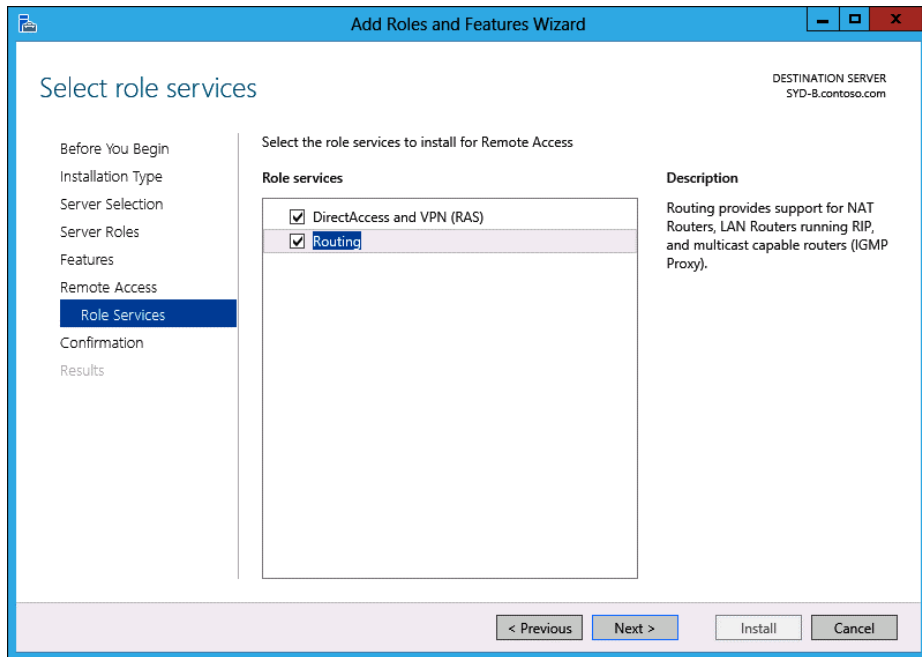 Add Roles and Features Wizard
Select role services
DESTINATION SERVER
SYD-B.contoso.com
Before You Begin
Installation Type
Server Selection
Server Roles
Features
Remote Access
Role Services
Confirmation
Results
Select the role services to install for Remote Access
Role services
DirectAccess and VPN (RAS)
Routing
Description
Routing provides support for NAT
Routers, LAN Routers running RIP,
and multicast capable routers (IGMP
Proxy).
< Previous
Next >
Install
Cancel